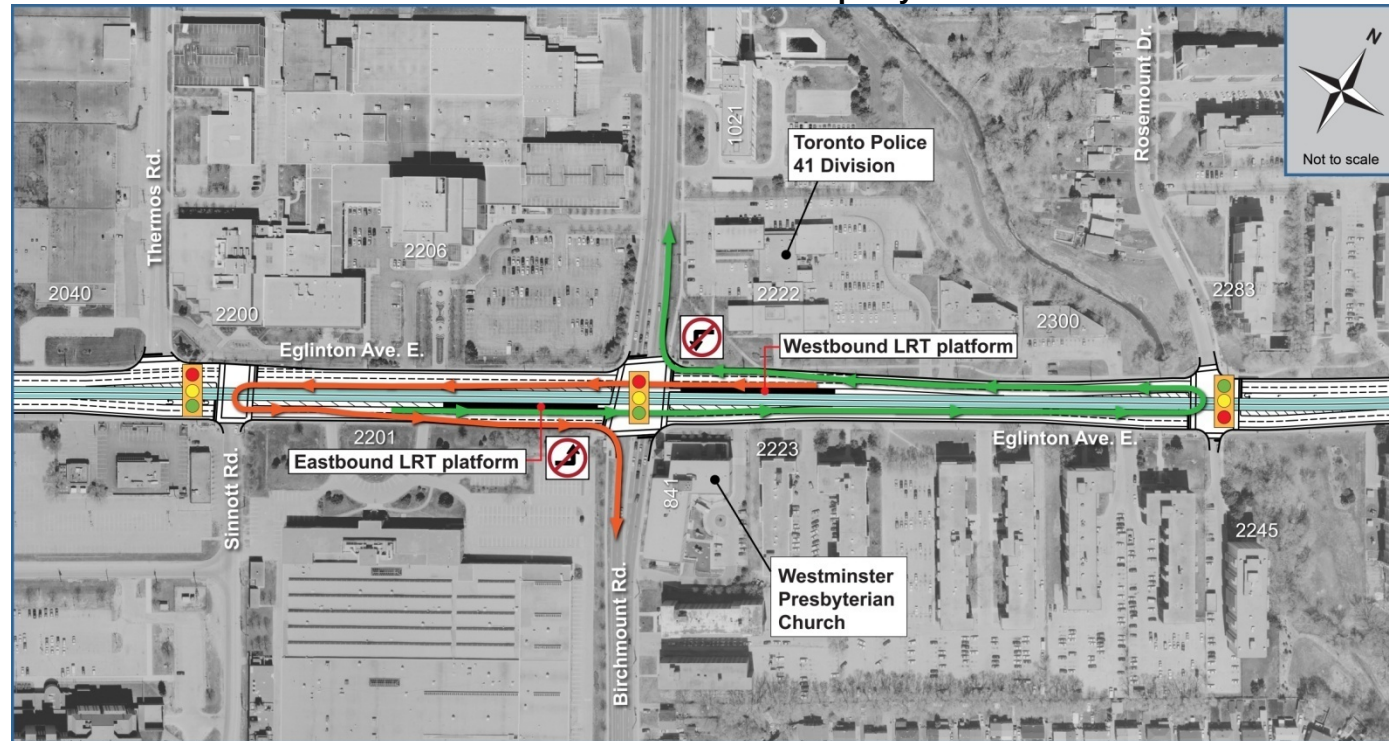 N
Not to scale
Rosemount Dr.
Thermos Rd.
1021
Toronto Police
41 Division
2206
2040
2200
2222
2283
2300
Eglinton Ave. E.
Westbound LRT platform
2201
Eastbound LRT platform
2223
Eglinton Ave. E.
Sinnott Rd.
841
2245
Birchmount Rd.
Westminster
Presbyterian
Church